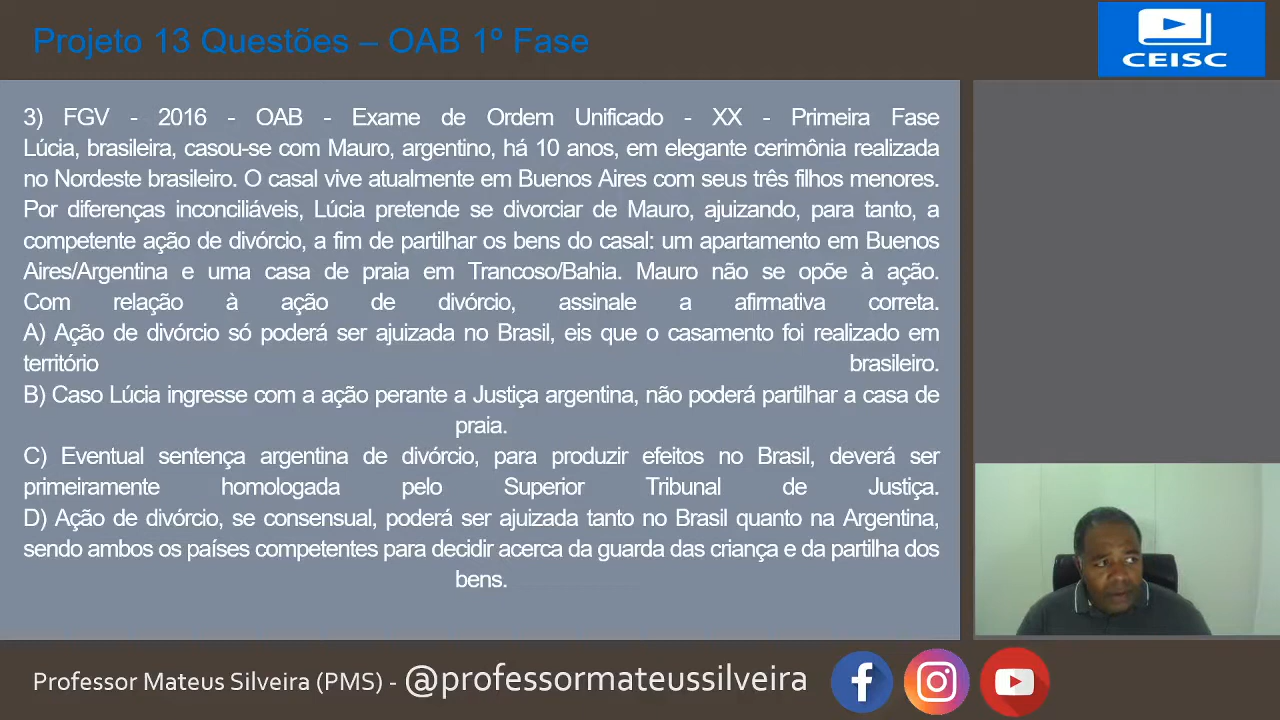 Projeto 13 Questões – OAB 1º Fase
CEISC
3) FGV - 2016 - OAB - Exame de Ordem Unificado - XX - Primeira Fase
Lúcia, brasileira, casou-se com Mauro, argentino, há 10 anos, em elegante cerimônia realizada
no Nordeste brasileiro. O casal vive atualmente em Buenos Aires com seus três filhos menores.
Por diferenças inconciliáveis, Lúcia pretende se divorciar de Mauro, ajuizando, para tanto, a
competente ação de divórcio, a fim de partilhar os bens do casal: um apartamento em Buenos
Aires/Argentina e uma casa de praia em Trancoso/Bahia. Mauro não se opõe à ação.
Com relação à ação de divórcio, assinale a afirmativa correta.
A) Ação de divórcio só poderá ser ajuizada no Brasil, eis que o casamento foi realizado em
território brasileiro.
B) Caso Lúcia ingresse com a ação perante a Justiça argentina, não poderá partilhar a casa de
praia.
C) Eventual sentença argentina de divórcio, para produzir efeitos no Brasil, deverá ser
primeiramente homologada pelo Superior Tribunal de Justiça.
D) Ação de divórcio, se consensual, poderá ser ajuizada tanto no Brasil quanto na Argentina,
sendo ambos os países competentes para decidir acerca da guarda das criança e da partilha dos
bens.
Professor Mateus Silveira (PMS) - @professormateussilveira